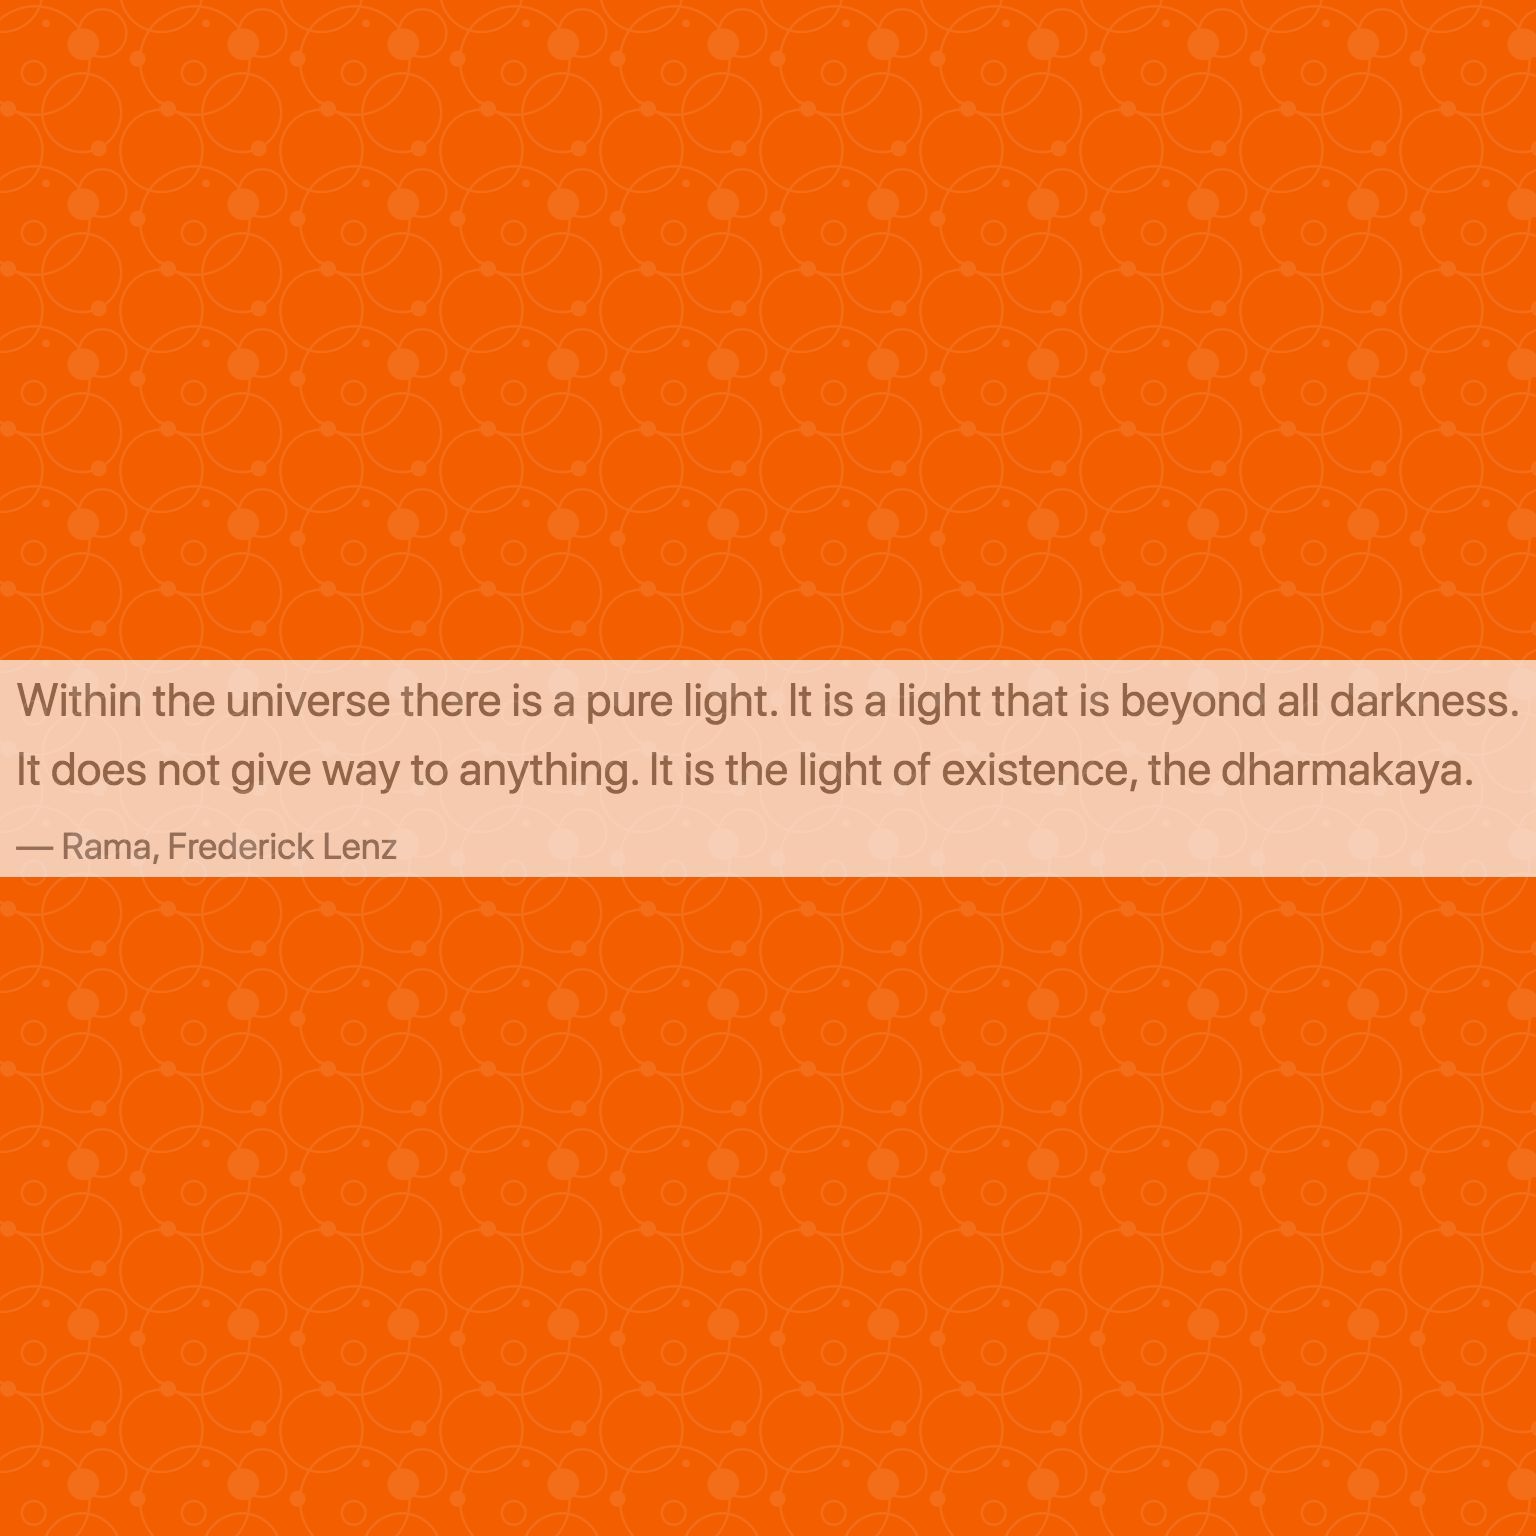 Within the universe there is a pure light. It is a light that is beyond all darkness.
It does not give way to anything. It is the light of existence, the dharmakaya.
— Rama, Frederick Lenz